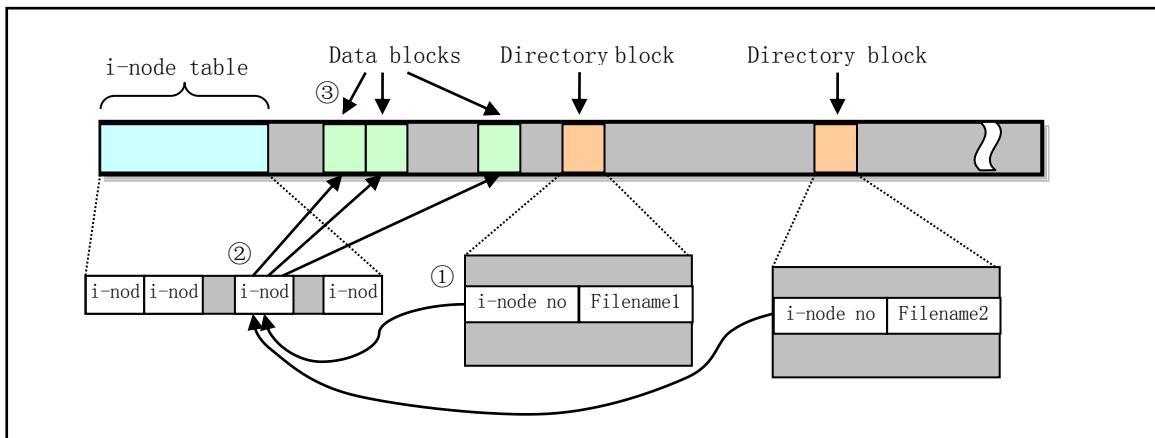 Data blocks
Directory block
Directory block
i-node table
③
②
①
i-nod
i-nod
i-nod
i-nod
i-node no
Filename1
i-node no
Filename2